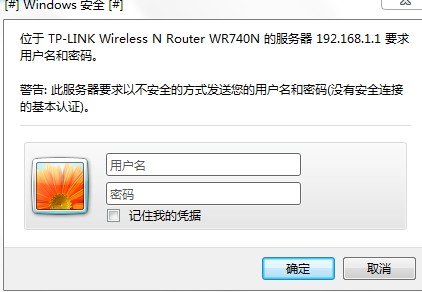 [#] Windows 安全 [#]
位于 TP-LINK Wireless N Router WR740N 的服务器 192.168.1.1 要求
用户名和密码。
警告: 此服务器要求以不安全的方式发送您的用户名和密码(没有安全连接
的基本认证)。
用户名
密码
记住我的凭据
确定
取消